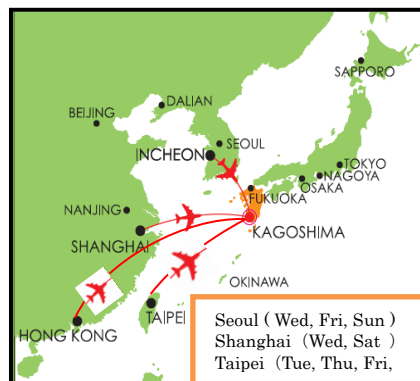 SAPPORO
DALIAN
BEIJING
SEOUL
INCHEON
TOKYO
NAGOYA
OSAKA
FUKUOKA
NANJING
SHANGHAI
KAGOSHIMA
OKINAWA
TAIPEI
HONG KONG
Seoul ( Wed, Fri, Sun )
Shanghai (Wed, Sat )
Taipei (Tue, Thu, Fri,